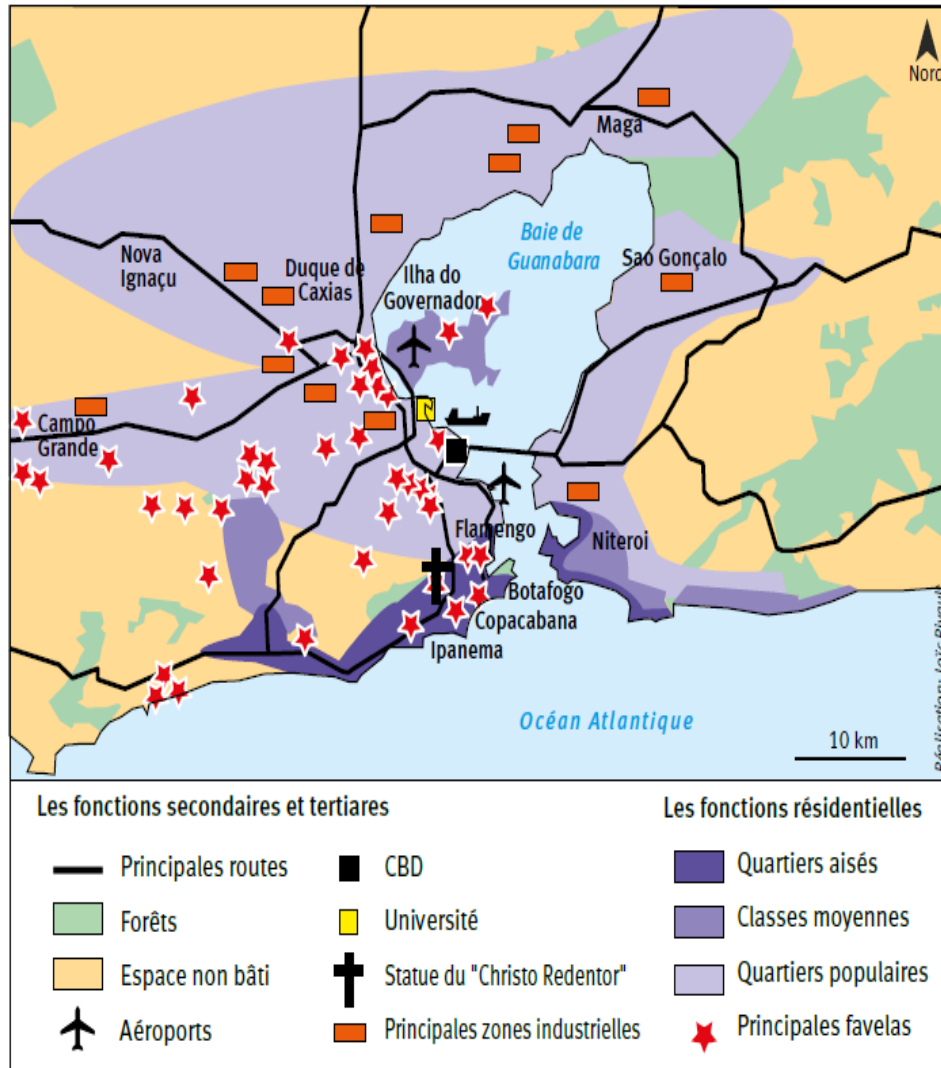 Nord
Maga
Baie de
Guanabara
Nova
Ignaçu
Duque de
Caxias
Ilha do
Governador
Sao Gonçalo
Campo
Grande
Flamengo
Niteroi
Botafogo
Copacabana
Ipanema
Océan Atlantique
10 km
Réalisation:
Les fonctions secondaires et tertiares
Principales routes
Forêts
Espace non bâti
Aéroports
CBD
Université
Statue du "Christo Redentor"
Principales zones industrielles
Les fonctions résidentielles
Quartiers aisés
Classes moyennes
Quartiers populaires
Principales favelas